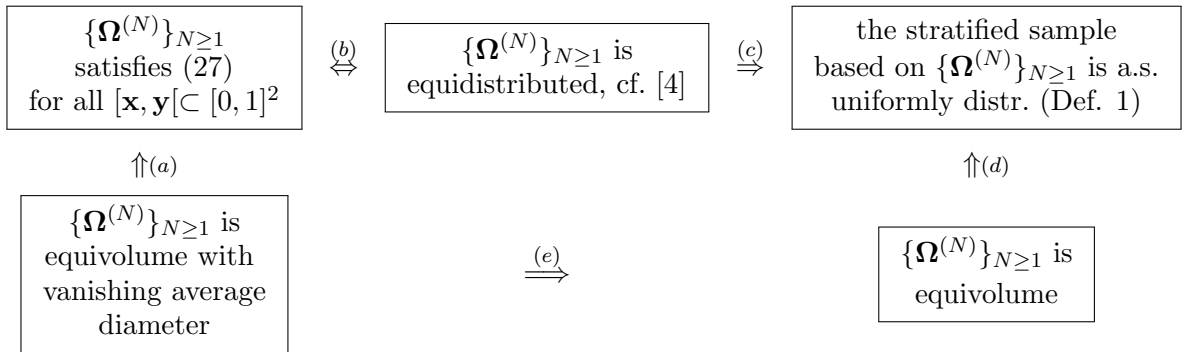 {Ω^(N)}_{N≥1}
satisfies (27)
for all [x, y[⊂ [0, 1]^2
(b)
⇔
{Ω^(N)}_{N≥1} is
equidistributed, cf. [4]
(c)
⇒
the stratified sample
based on {Ω^(N)}_{N≥1} is a.s.
uniformly distr. (Def. 1)
⇑(a)
⇑(d)
{Ω^(N)}_{N≥1} is
equivolume with
vanishing average
diameter
(e)
⟹
{Ω^(N)}_{N≥1} is
equivolume